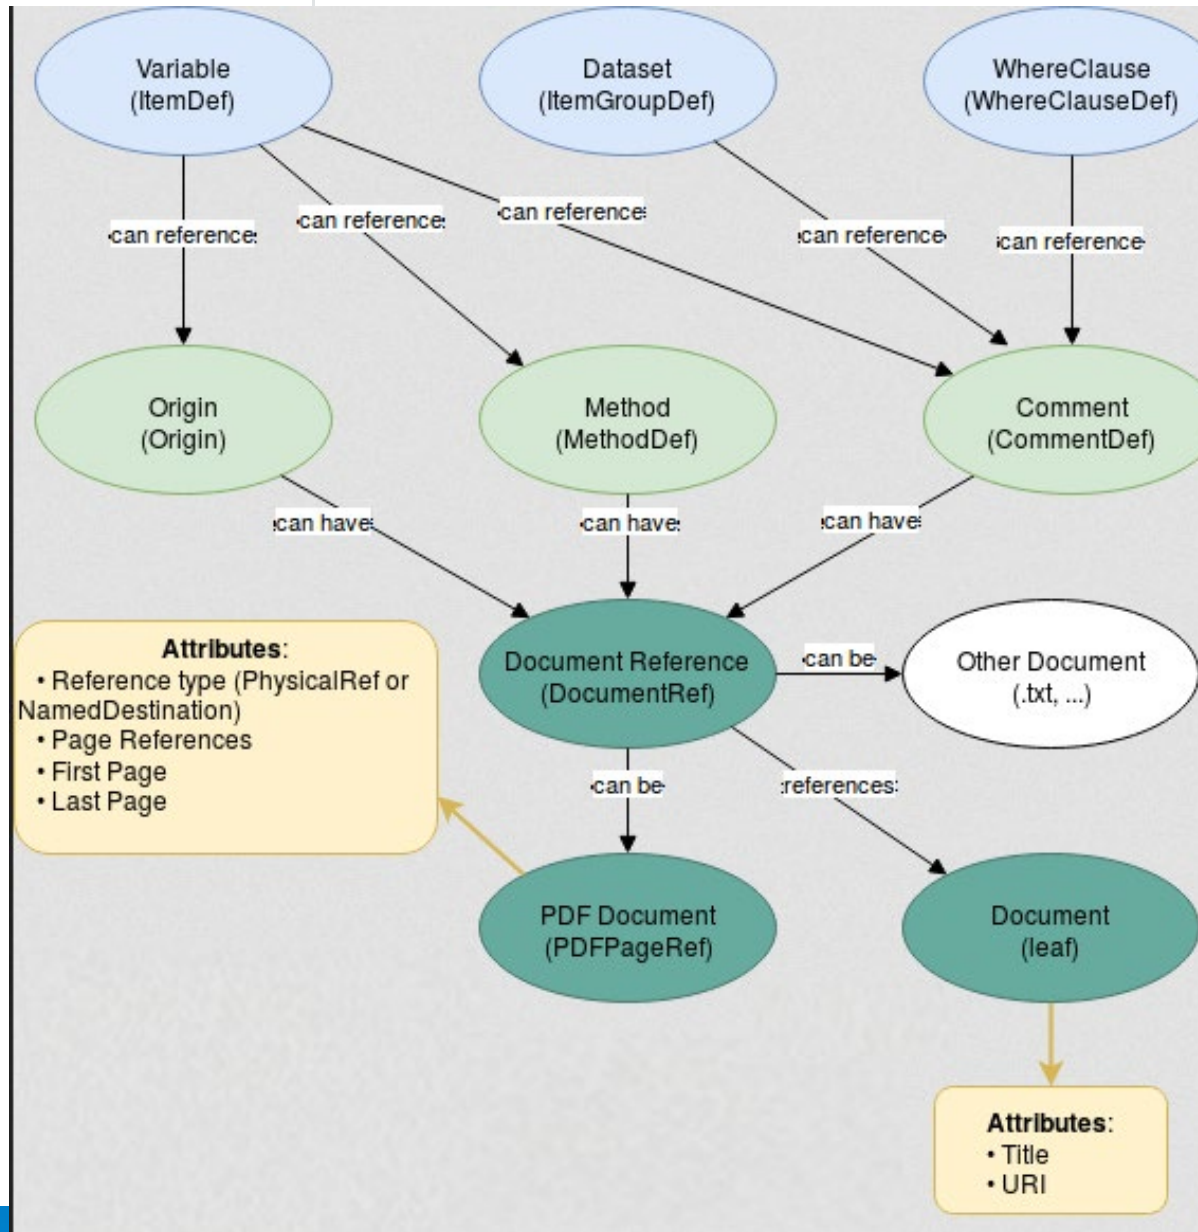 Variable
(ItemDef)
Dataset
(ItemGroupDef)
WhereClause
(WhereClauseDef)
can reference
can reference
can reference
can reference
can reference
Origin
(Origin)
Method
(MethodDef)
Comment
(CommentDef)
can have
can have
can have
Attributes:
• Reference type (PhysicalRef or
NamedDestination)
• Page References
• First Page
• Last Page
Document Reference
(DocumentRef)
can be
Other Document
(.txt, ...)
can be
references
PDF Document
(PDFPageRef)
Document
(leaf)
Attributes:
• Title
• URI